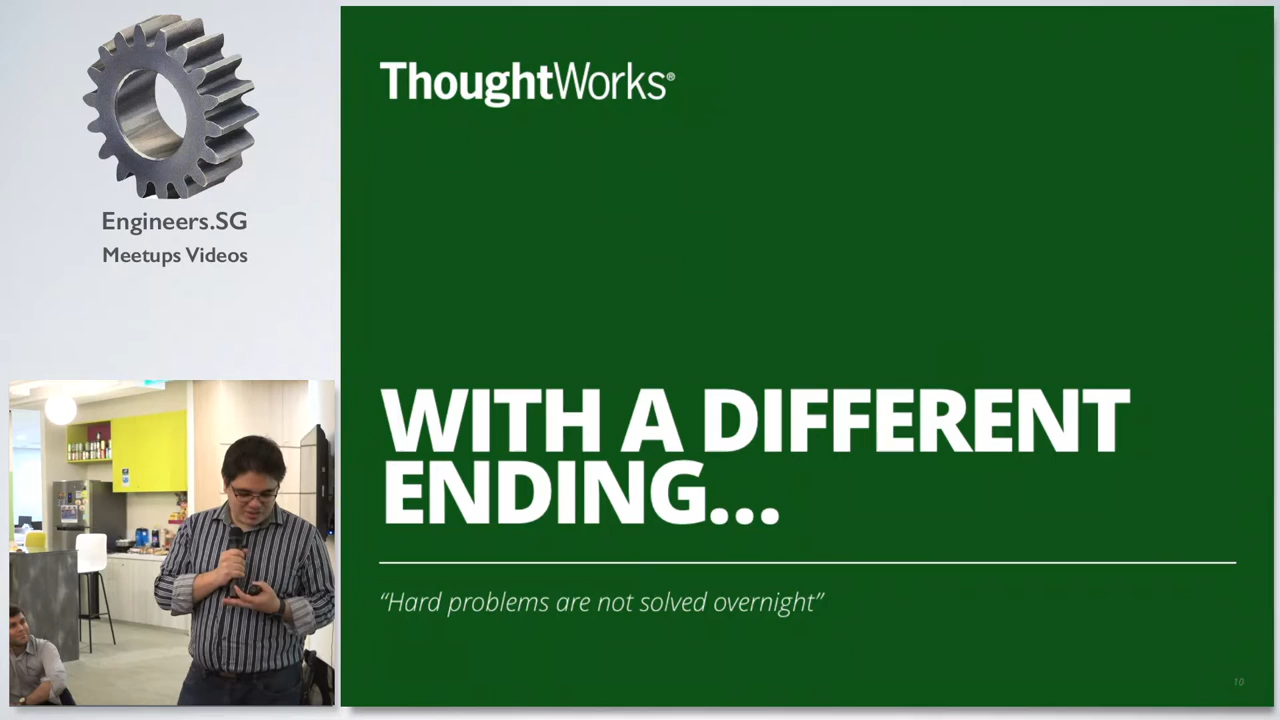 Engineers.SG
Meetups Videos
ThoughtWorks®
WITH A DIFFERENT
ENDING...
“Hard problems are not solved overnight”
10